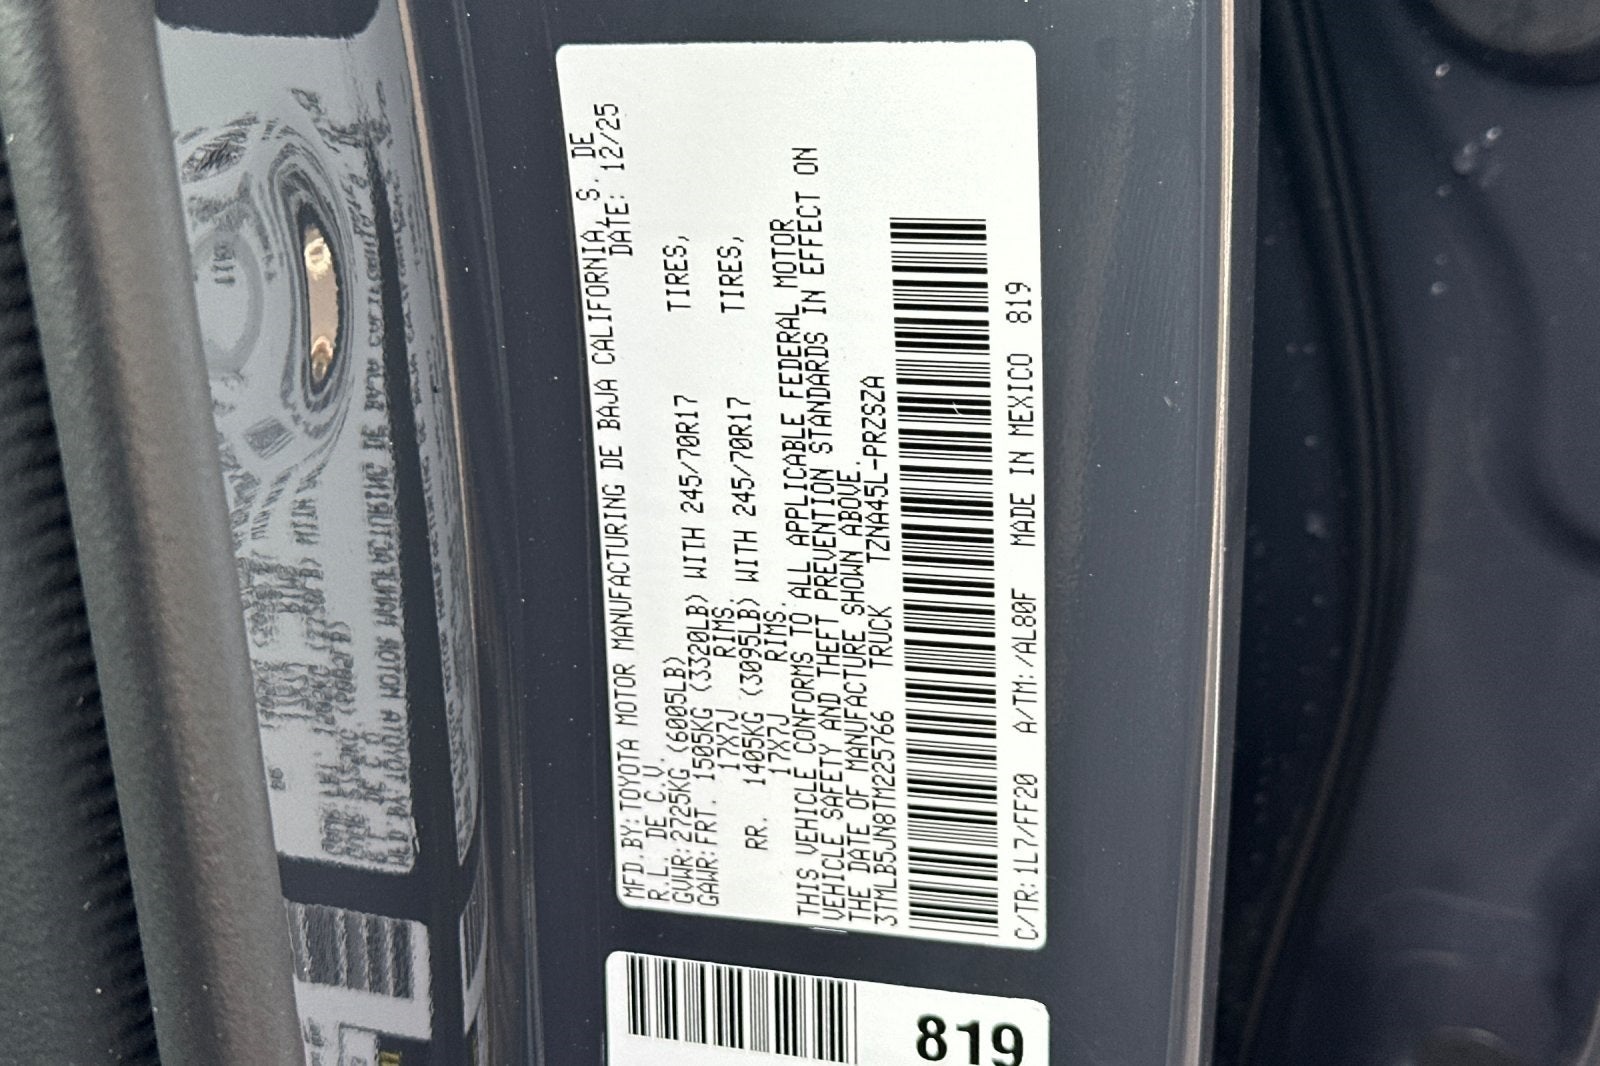 MFD.BY:TOYOTA MOTOR MANUFACTURING DE BAJA CALIFORNIA, S. DE
R.L. DE C.V. DATE: 12/25
GVWR:2725KG (6005LB)
GAWR:FRT. 1505KG (3320LB) WITH 245/70R17 TIRES,
17X7J RIMS.
RR. 1405KG (3095LB) WITH 245/70R17 TIRES,
17X7J RIMS.
THIS VEHICLE CONFORMS TO ALL APPLICABLE FEDERAL MOTOR
VEHICLE SAFETY AND THEFT PREVENTION STANDARDS IN EFFECT ON
THE DATE OF MANUFACTURE SHOWN ABOVE.
3TMLB5JN8TM225766 TRUCK TZNA45L-PRZSZA
C/TR:1L7/FF20 A/TM:/AL80F MADE IN MEXICO 819
819